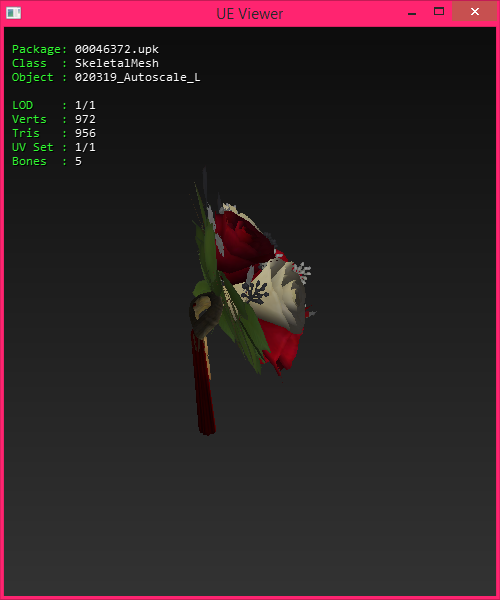 UE Viewer
Package: 00046372.upk
Class  : SkeletalMesh
Object : 020319_Autoscale_L
LOD    : 1/1
Verts  : 972
Tris   : 956
UV Set : 1/1
Bones  : 5